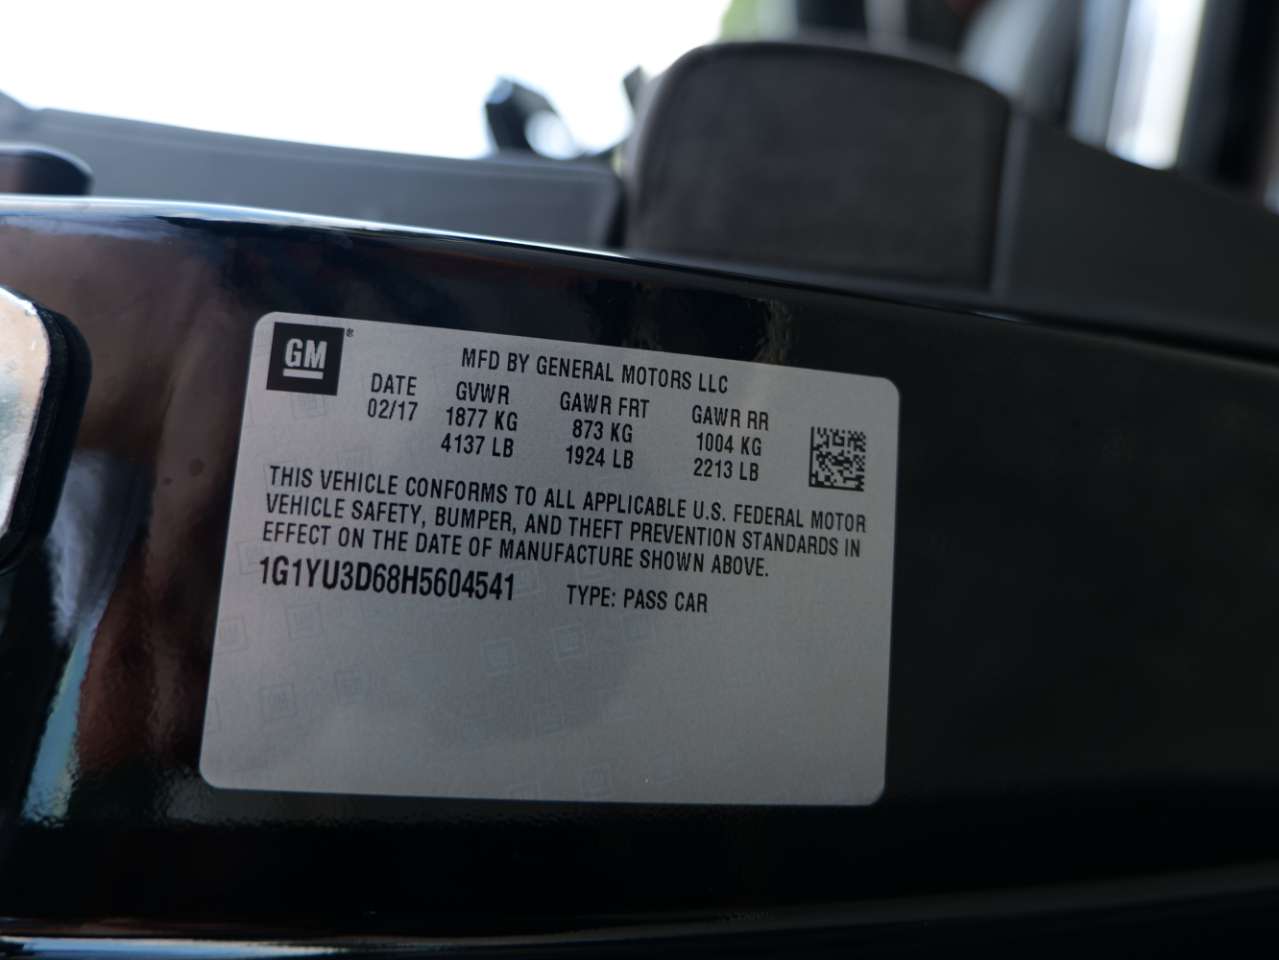 GM®
MFD BY GENERAL MOTORS LLC
DATE GVWR GAWR FRT GAWR RR
02/17 1877 KG 873 KG 1004 KG
4137 LB 1924 LB 2213 LB
THIS VEHICLE CONFORMS TO ALL APPLICABLE U.S. FEDERAL MOTOR
VEHICLE SAFETY, BUMPER, AND THEFT PREVENTION STANDARDS IN
EFFECT ON THE DATE OF MANUFACTURE SHOWN ABOVE.
1G1YU3D68H5604541 TYPE: PASS CAR